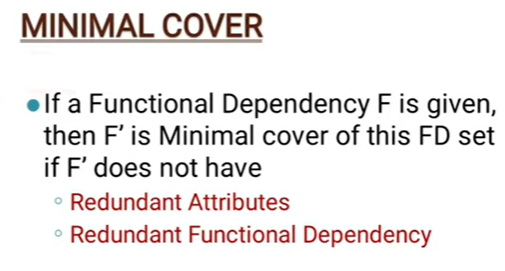 MINIMAL COVER
●If a Functional Dependency F is given,
then F’ is Minimal cover of this FD set
if F’ does not have
○ Redundant Attributes
○ Redundant Functional Dependency